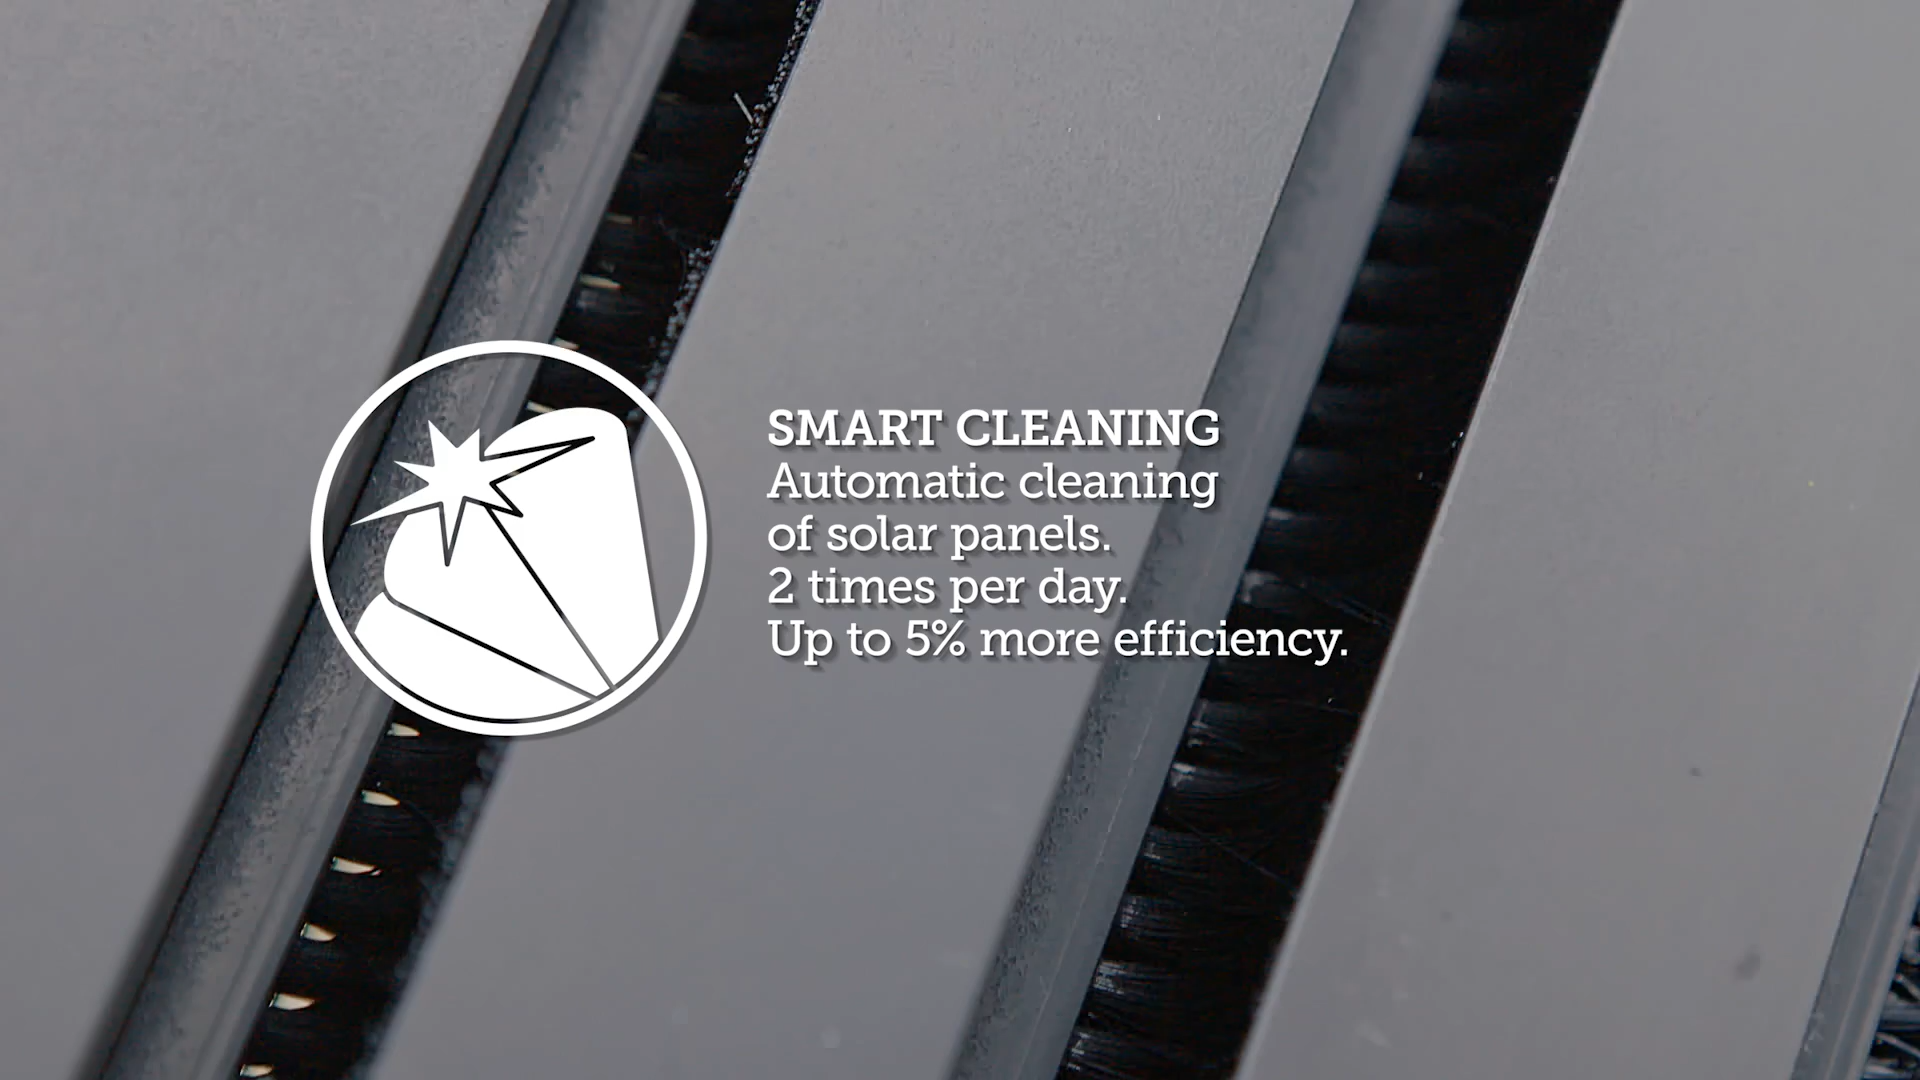 SMART CLEANING
Automatic cleaning
of solar panels.
2 times per day.
Up to 5% more efficiency.